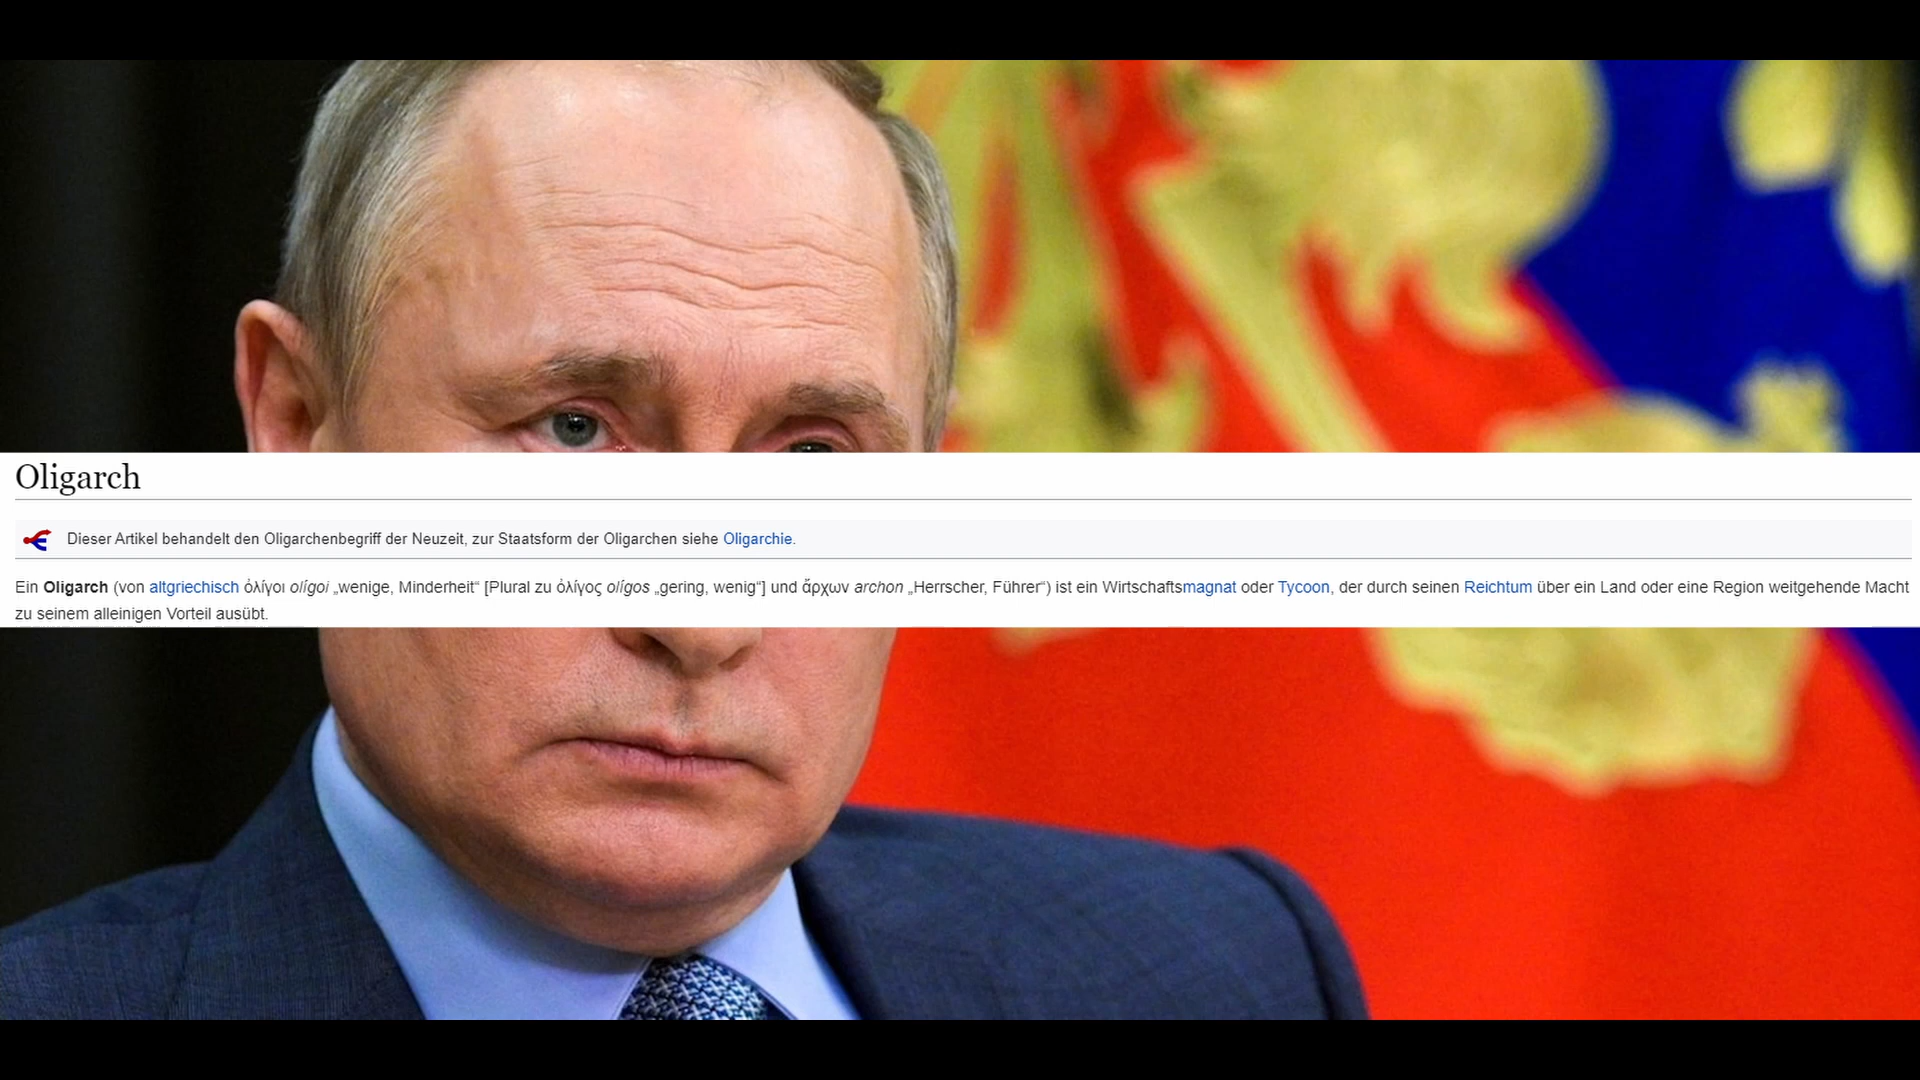 Oligarch
Dieser Artikel behandelt den Oligarchenbegriff der Neuzeit, zur Staatsform der Oligarchen siehe Oligarchie.
Ein Oligarch (von altgriechisch ὀλίγοι olígoi „wenige, Minderheit“ [Plural zu ὀλίγος olígos „gering, wenig“] und ἄρχων archon „Herrscher, Führer“) ist ein Wirtschaftsmagnat oder Tycoon, der durch seinen Reichtum über ein Land oder eine Region weitgehende Macht
zu seinem alleinigen Vorteil ausübt.